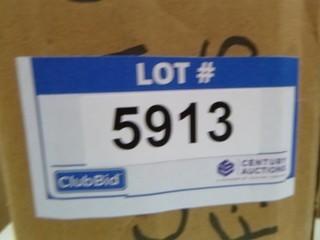 LOT #
5913
ClubBid
CENTURY
AUCTIONS